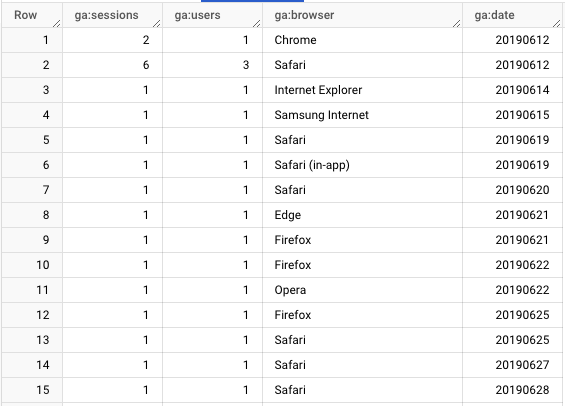 Row ga:sessions ga:users ga:browser ga:date
1 2 1 Chrome 20190612
2 6 3 Safari 20190612
3 1 1 Internet Explorer 20190614
4 1 1 Samsung Internet 20190615
5 1 1 Safari 20190619
6 1 1 Safari (in-app) 20190619
7 1 1 Safari 20190620
8 1 1 Edge 20190621
9 1 1 Firefox 20190621
10 1 1 Firefox 20190622
11 1 1 Opera 20190622
12 1 1 Firefox 20190625
13 1 1 Safari 20190625
14 1 1 Safari 20190627
15 1 1 Safari 20190628